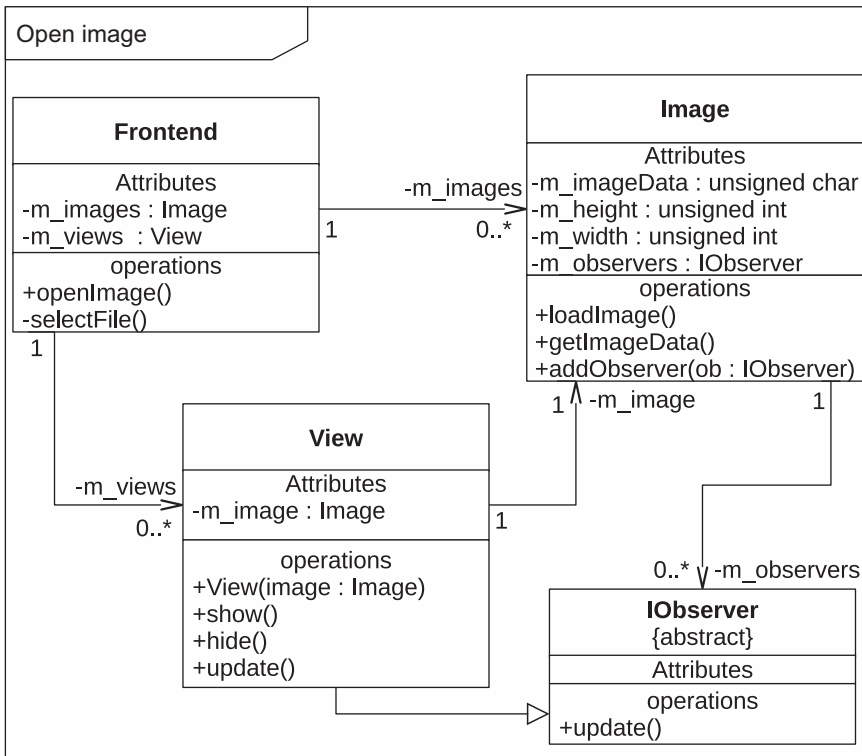 Open image
Frontend
Attributes
-m_images : Image
-m_views : View
operations
+openImage()
-selectFile()
1
-m_images
0..*
1
Image
Attributes
-m_imageData : unsigned char
-m_height : unsigned int
-m_width : unsigned int
-m_observers : IObserver
operations
+loadImage()
+getImageData()
+addObserver(ob : IObserver)
1
-m_image
1
-m_views
0..*
View
Attributes
-m_image : Image
operations
+View(image : Image)
+show()
+hide()
+update()
1
0..*
-m_observers
IObserver
{abstract}
Attributes
operations
+update()